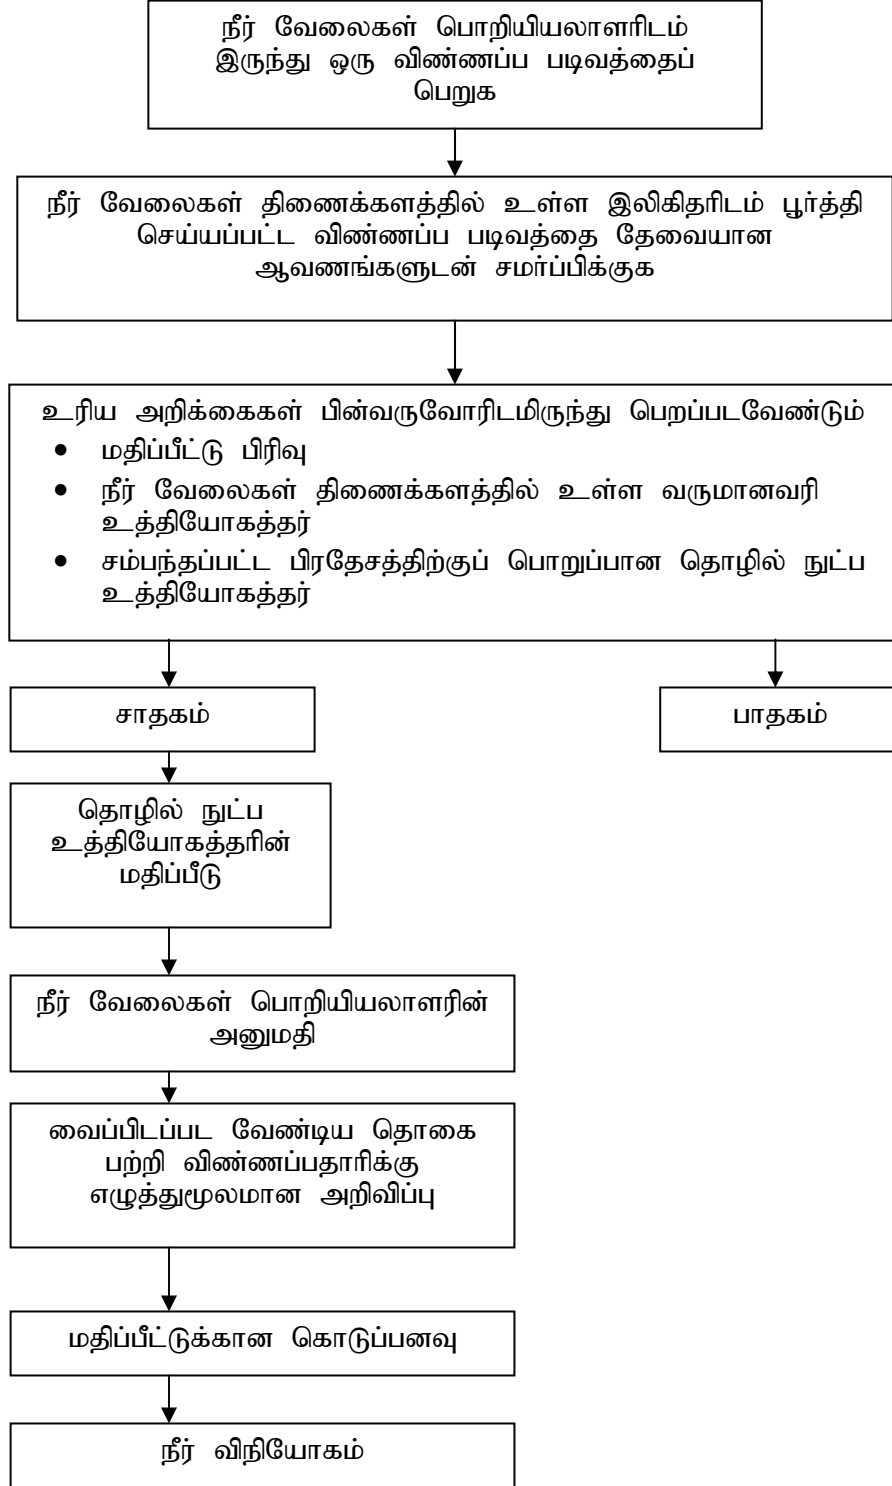 நீர் வேலைகள் பொறியியலாளரிடம்
இருந்து ஒரு விண்ணப்ப படிவத்தைப்
பெறுக
நீர் வேலைகள் திணைக்களத்தில் உள்ள இலிகிதரிடம் பூர்த்தி
செய்யப்பட்ட விண்ணப்ப படிவத்தை தேவையான
ஆவணங்களுடன் சமர்ப்பிக்குக
உரிய அறிக்கைகள் பின்வருவோரிடமிருந்து பெறப்படவேண்டும்
• மதிப்பீட்டு பிரிவு
• நீர் வேலைகள் திணைக்களத்தில் உள்ள வருமானவரி
உத்தியோகத்தர்
• சம்பந்தப்பட்ட பிரதேசத்திற்குப் பொறுப்பான தொழில் நுட்ப
உத்தியோகத்தர்
சாதகம்
பாதகம்
தொழில் நுட்ப
உத்தியோகத்தரின்
மதிப்பீடு
நீர் வேலைகள் பொறியியலாளரின்
அனுமதி
வைப்பிடப்பட வேண்டிய தொகை
பற்றி விண்ணப்பதாரிக்கு
எழுத்துமூலமான அறிவிப்பு
மதிப்பீட்டுக்கான கொடுப்பனவு
நீர் விநியோகம்